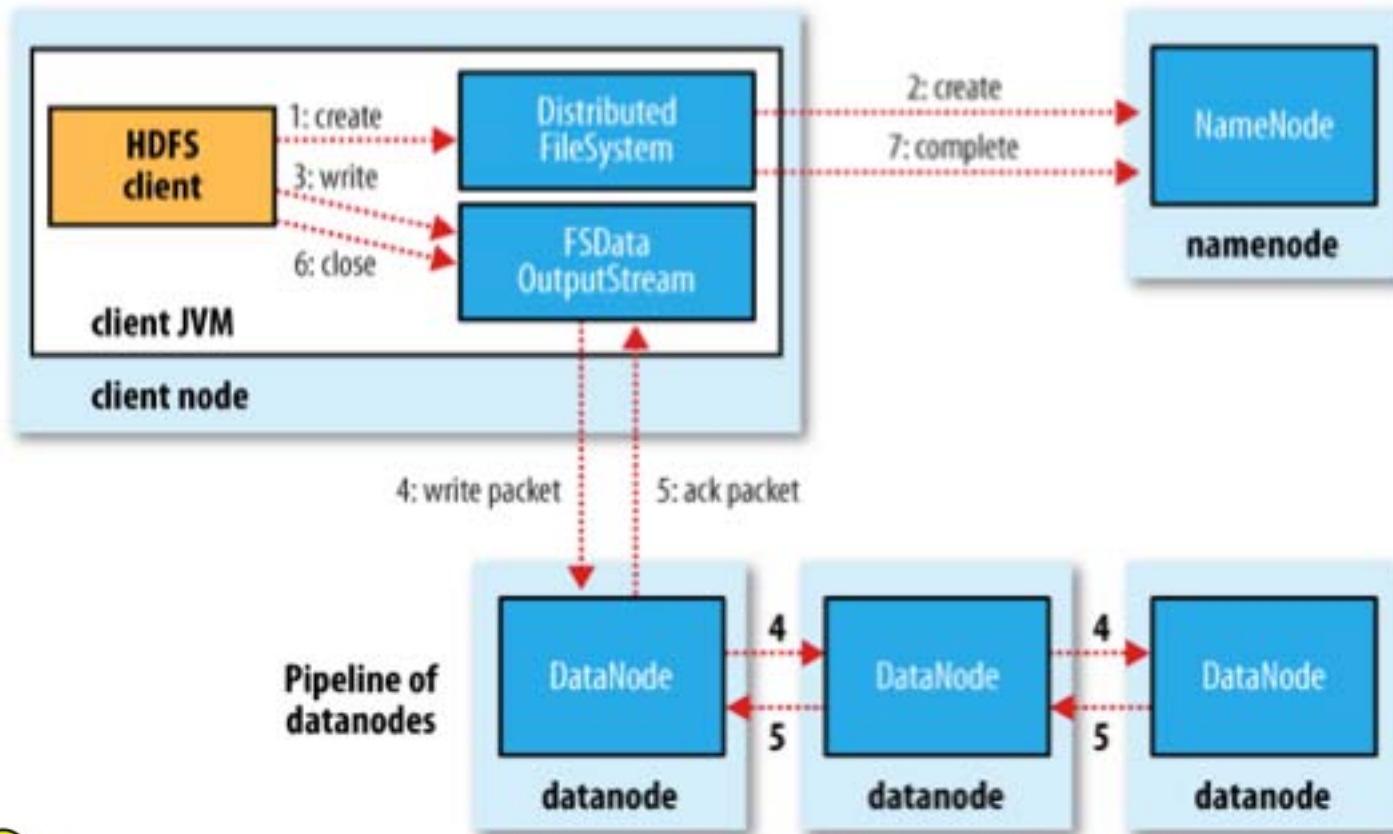 HDFS
client
1: create
3: write
6: close
Distributed
FileSystem
FSData
OutputStream
client JVM
client node
2: create
7: complete
NameNode
namenode
4: write packet
5: ack packet
Pipeline of
datanodes
DataNode
datanode
4
5
DataNode
datanode
4
5
DataNode
datanode